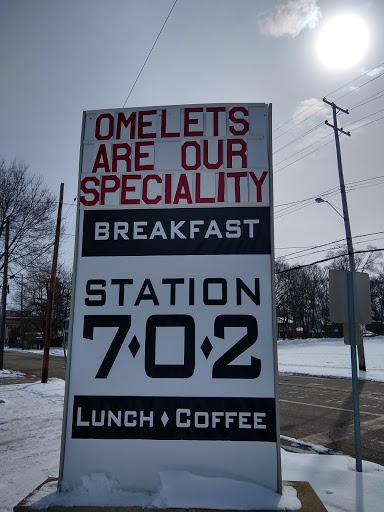 OMELETS
ARE OUR
SPECIALITY
BREAKFAST
STATION
7♦0♦2
LUNCH♦COFFEE